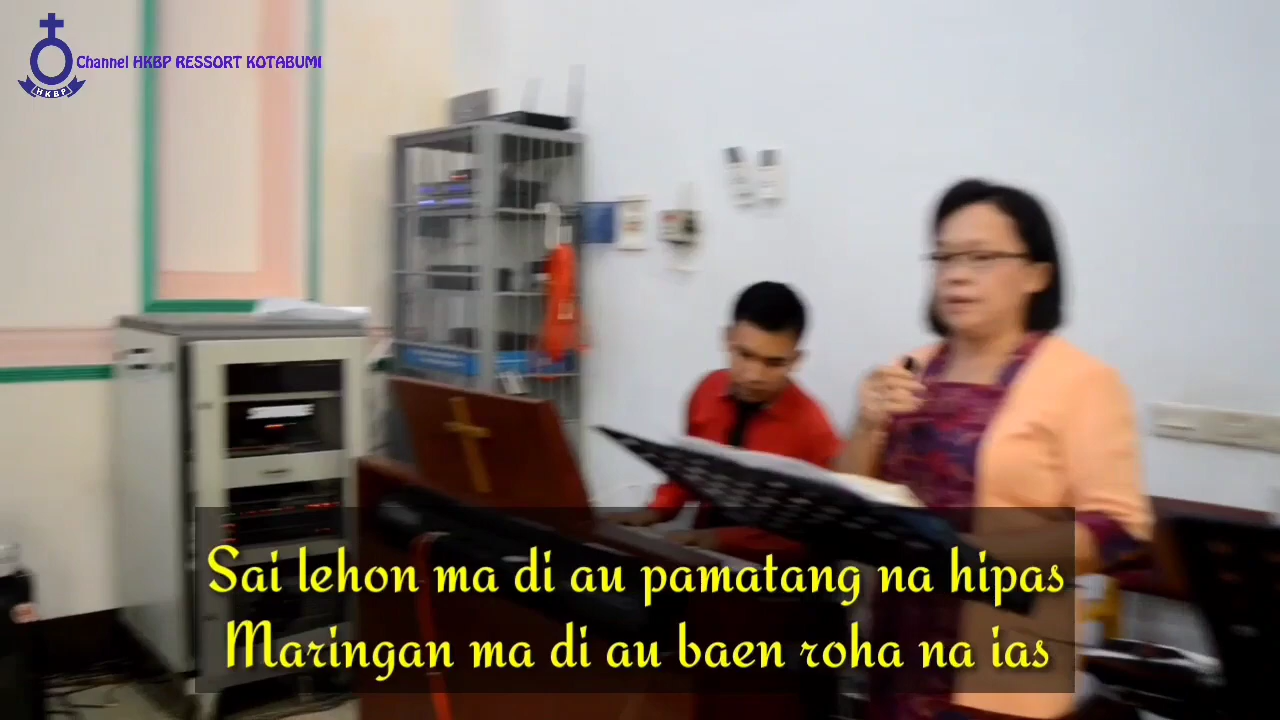 Channel HKBP RESSORT KOTABUMI
HKBP
Sai lehon ma di au pamatang na hipas
Maringan ma di au baen roha na ias